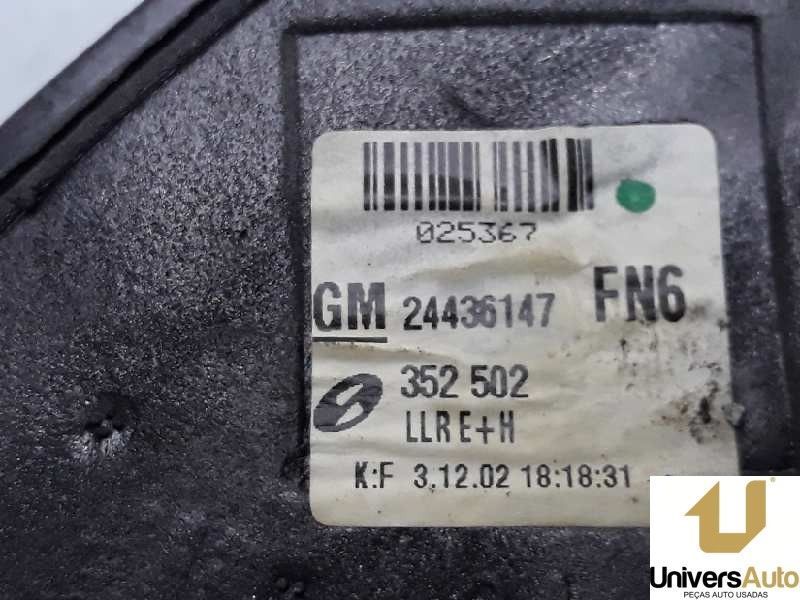 025367
GM 24436147 FN6
352 502
LLR E+H
K:F 3.12.02 18:18:31
UniversAuto
PEÇAS AUTO USADAS